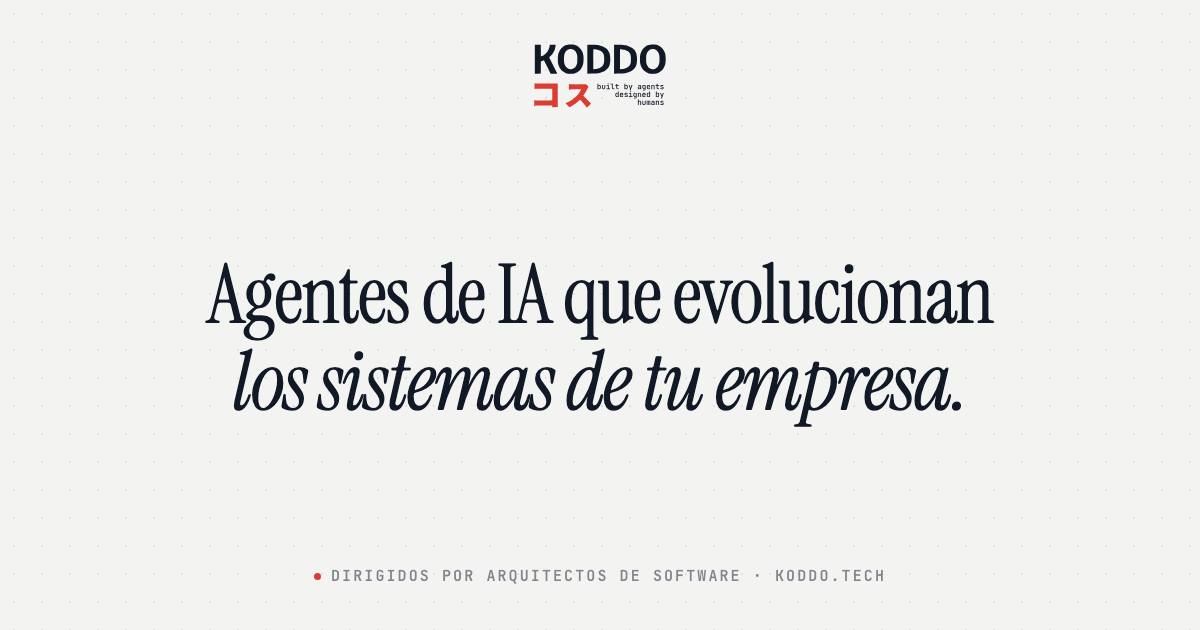 KODDO
コス
built by agents
designed by
humans
Agentes de IA que evolucionan
los sistemas de tu empresa.
DIRIGIDOS POR ARQUITECTOS DE SOFTWARE · KODDO.TECH